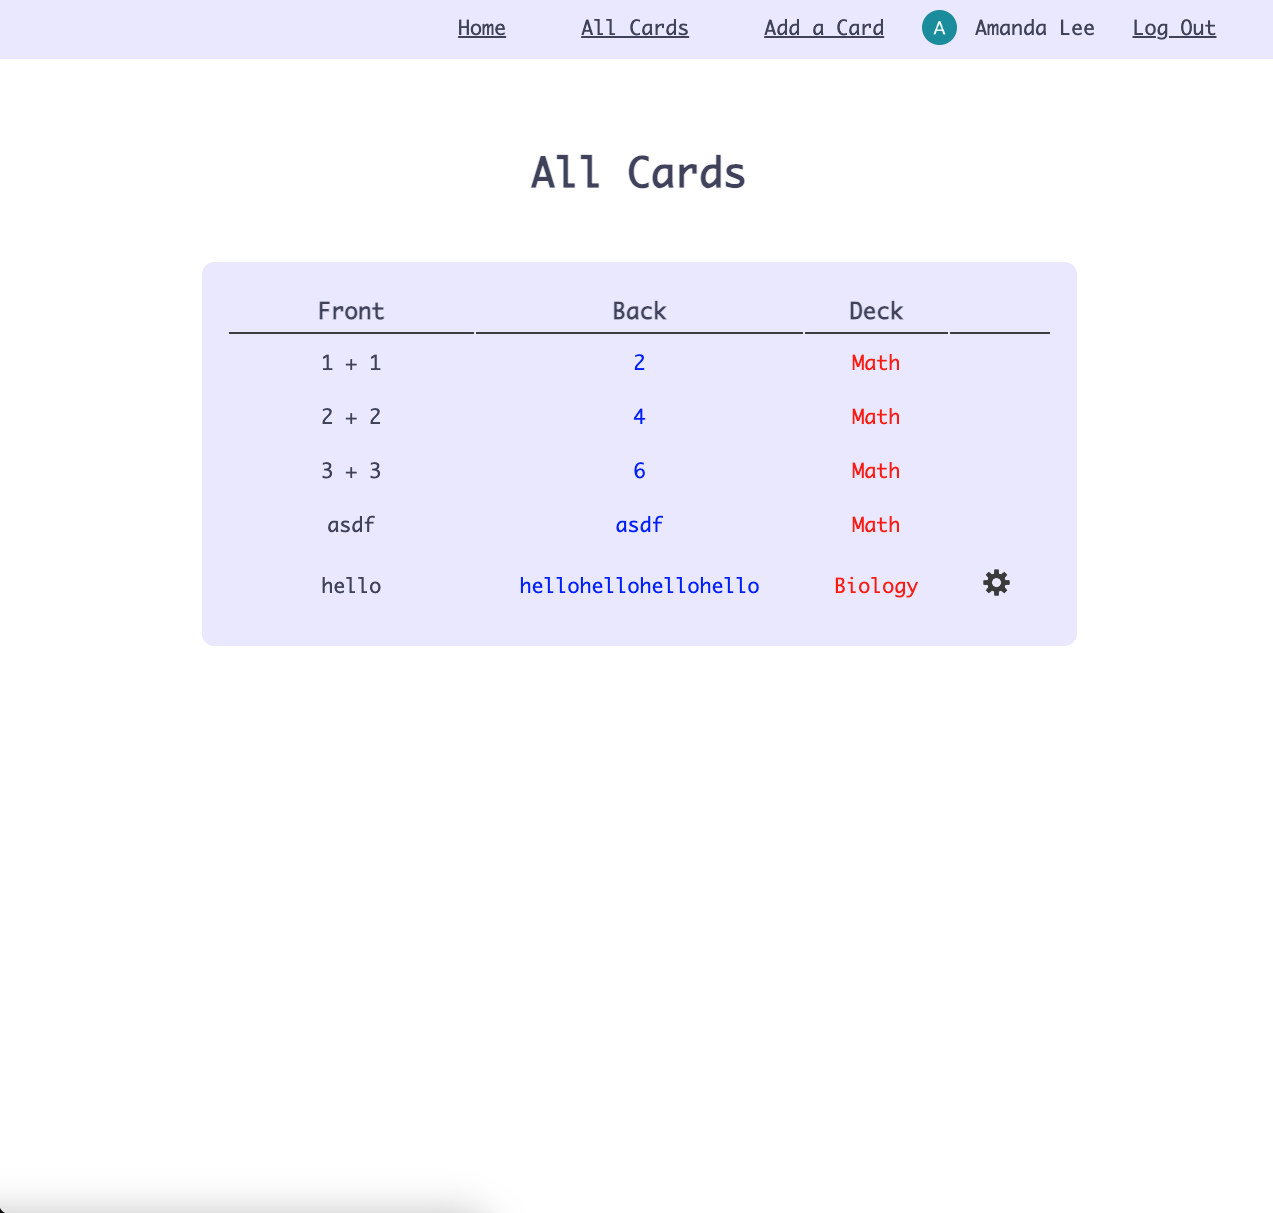 Home All Cards Add a Card A Amanda Lee Log Out
All Cards
Front Back Deck
1 + 1 2 Math
2 + 2 4 Math
3 + 3 6 Math
asdf asdf Math
hello hellohellohellohello Biology